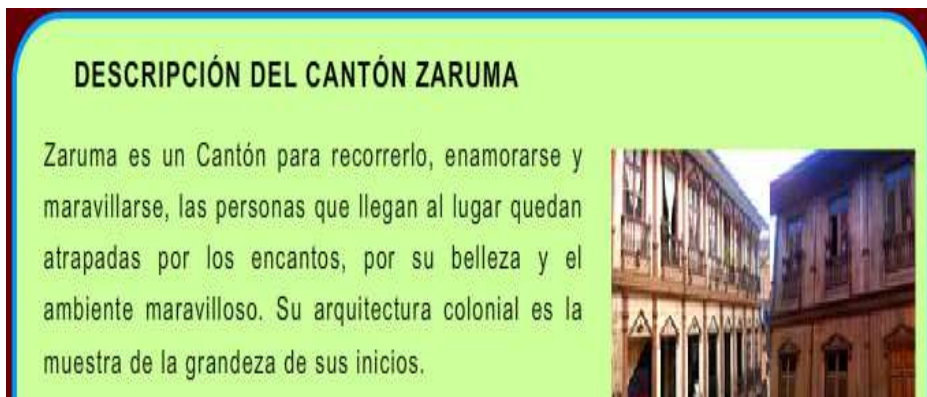 DESCRIPCIÓN DEL CANTÓN ZARUMA
Zaruma es un Cantón para recorrerlo, enamorarse y
maravillarse, las personas que llegan al lugar quedan
atrapadas por los encantos, por su belleza y el
ambiente maravilloso. Su arquitectura colonial es la
muestra de la grandeza de sus inicios.